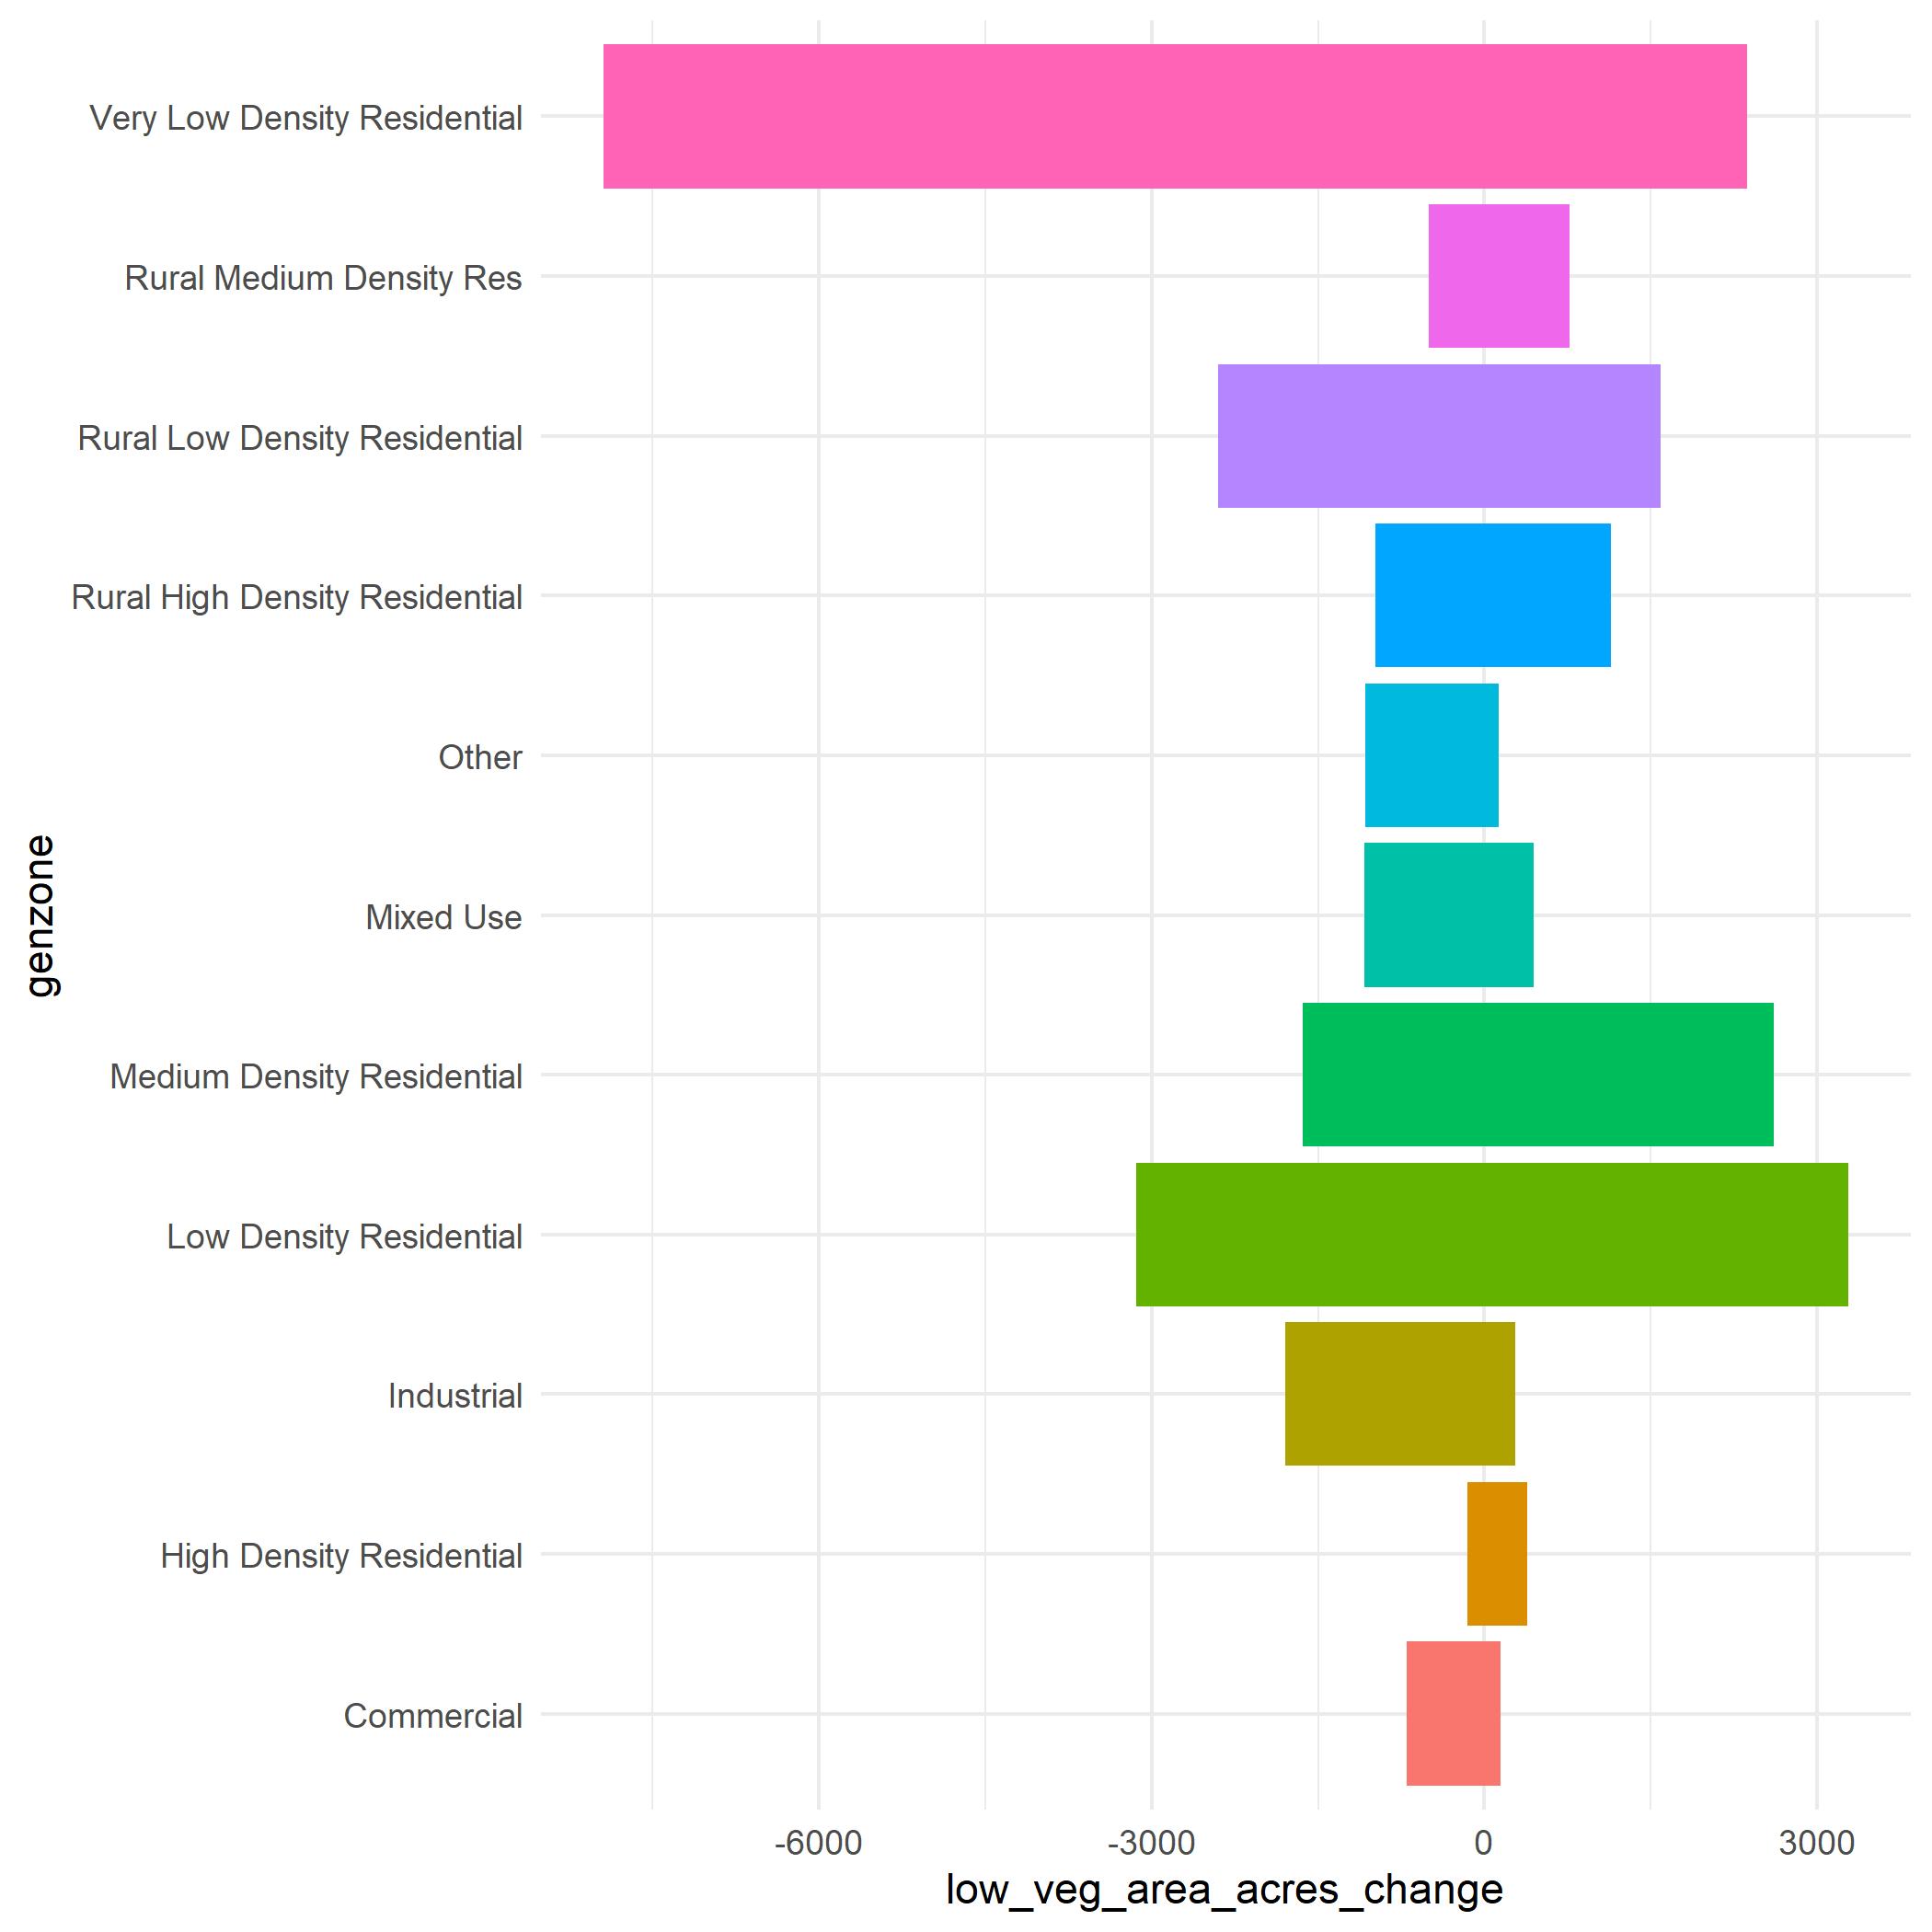 Very Low Density Residential
Rural Medium Density Res
Rural Low Density Residential
Rural High Density Residential
Other
Mixed Use
Medium Density Residential
Low Density Residential
Industrial
High Density Residential
Commercial
genzone
-6000 -3000 0 3000
low_veg_area_acres_change